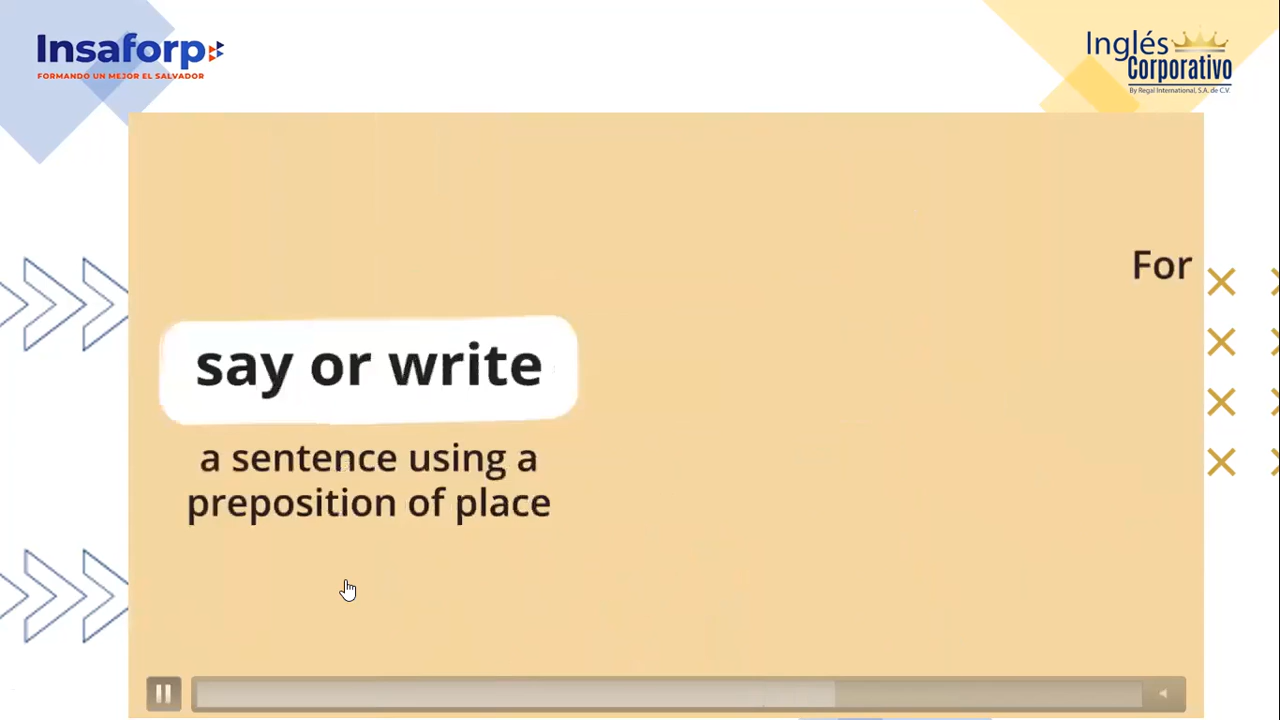 Insaforp
FORMANDO UN MEJOR EL SALVADOR
Inglés
Corporativo
By Regal International, S.A. de C.V.
For
say or write
a sentence using a
preposition of place